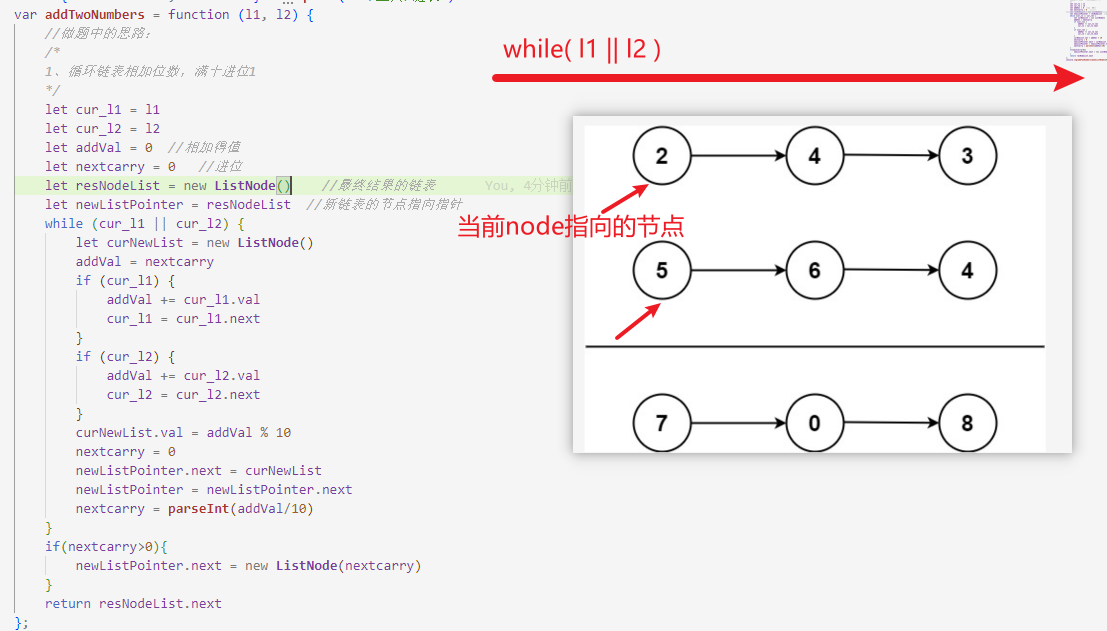 var addTwoNumbers = function (l1, l2) {
//做题中的思路:
/*
1、循环链表相加位数，满十进位1
*/
let cur_l1 = l1
let cur_l2 = l2
let addVal = 0 //相加得值
let nextcarry = 0 //进位
let resNodeList = new ListNode() //最终结果的链表 You, 4分钟前
let newListPointer = resNodeList //新链表的节点指向指针
while (cur_l1 || cur_l2) {
let curNewList = new ListNode()
addVal = nextcarry
if (cur_l1) {
addVal += cur_l1.val
cur_l1 = cur_l1.next
}
if (cur_l2) {
addVal += cur_l2.val
cur_l2 = cur_l2.next
}
curNewList.val = addVal % 10
nextcarry = 0
newListPointer.next = curNewList
newListPointer = newListPointer.next
nextcarry = parseInt(addVal/10)
}
if(nextcarry>0){
newListPointer.next = new ListNode(nextcarry)
}
return resNodeList.next
};
while( l1 || l2 )
2 4 3
当前node指向的节点
5 6 4
7 0 8